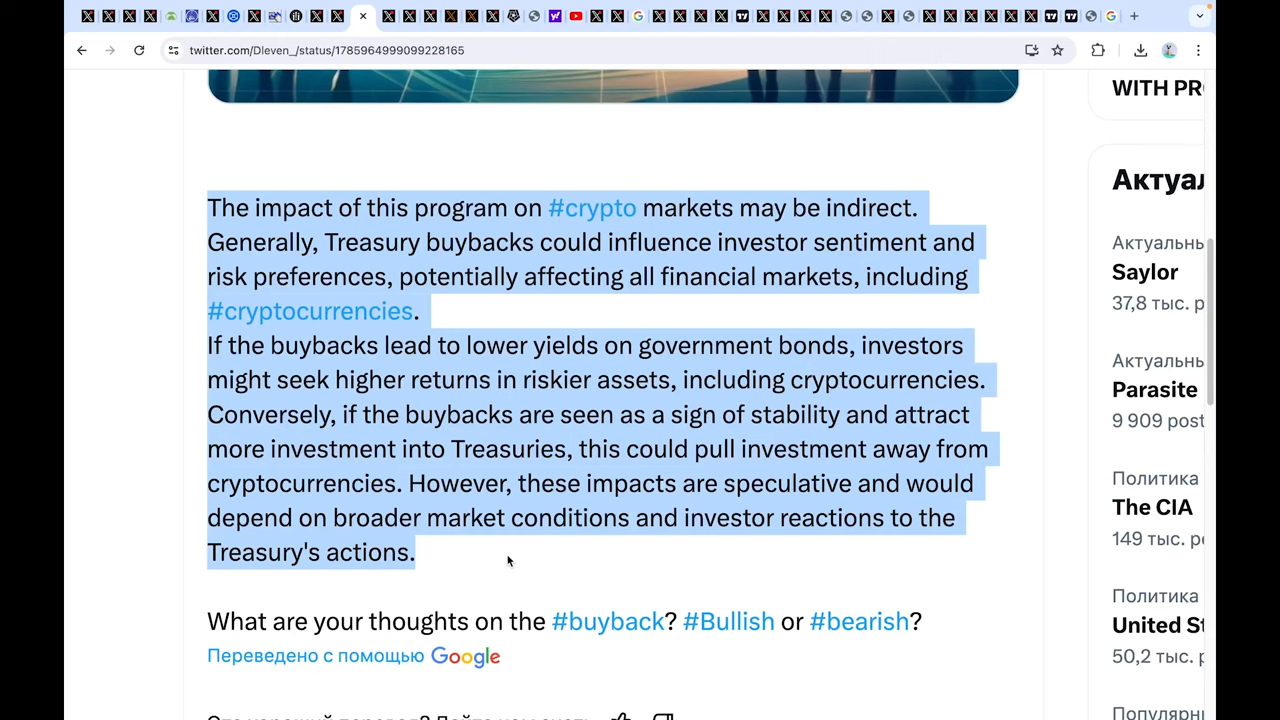 twitter.com/Dleven_/status/1785964999099228165
WITH PR
The impact of this program on #crypto markets may be indirect.
Generally, Treasury buybacks could influence investor sentiment and
risk preferences, potentially affecting all financial markets, including
#cryptocurrencies.
If the buybacks lead to lower yields on government bonds, investors
might seek higher returns in riskier assets, including cryptocurrencies.
Conversely, if the buybacks are seen as a sign of stability and attract
more investment into Treasuries, this could pull investment away from
cryptocurrencies. However, these impacts are speculative and would
depend on broader market conditions and investor reactions to the
Treasury's actions.
What are your thoughts on the #buyback? #Bullish or #bearish?
Переведено с помощью Google
Актуал
Актуальн
Saylor
37,8 тыс. p
Актуальн
Parasite
9 909 post
Политика
The CIA
149 тыс. p
Политика
United St
50,2 тыс. p